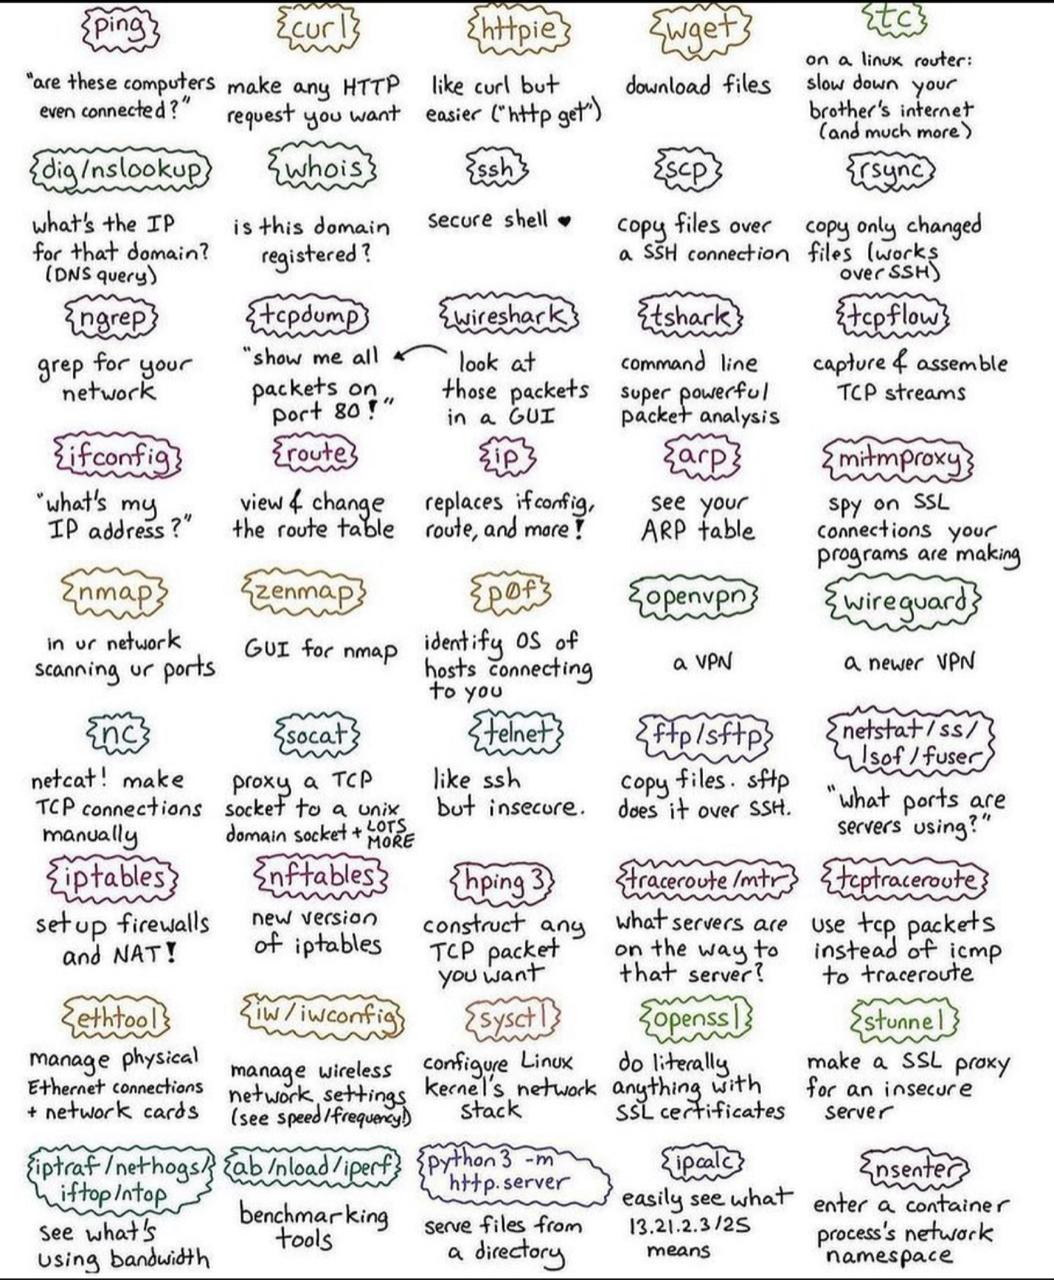 ping
"are these computers
even connected?"
curl
make any HTTP
request you want
httpie
like curl but
easier ("http get")
wget
download files
tc
on a linux router:
slow down your
brother's internet
(and much more)
dig/nslookup
what's the IP
for that domain?
(DNS query)
whois
is this domain
registered?
ssh
secure shell ♥
scp
copy files over
a SSH connection
rsync
copy only changed
files (works
over SSH)
ngrep
grep for your
network
tcpdump
"show me all
packets on
port 80!"
wireshark
look at
those packets
in a GUI
tshark
command line
super powerful
packet analysis
tcpflow
capture & assemble
TCP streams
ifconfig
"what's my
IP address?"
route
view & change
the route table
ip
replaces ifconfig,
route, and more!
arp
see your
ARP table
mitmproxy
spy on SSL
connections your
programs are making
nmap
in ur network
scanning ur ports
zenmap
GUI for nmap
p0f
identify OS of
hosts connecting
to you
openvpn
a VPN
wireguard
a newer VPN
nc
netcat! make
TCP connections
manually
socat
proxy a TCP
socket to a unix
domain socket + LOTS
MORE
telnet
like ssh
but insecure.
ftp/sftp
copy files. sftp
does it over SSH.
netstat/ss/
lsof/fuser
"what ports are
servers using?"
iptables
set up firewalls
and NAT!
nftables
new version
of iptables
hping3
construct any
TCP packet
you want
traceroute/mtr
what servers are
on the way to
that server?
tcptraceroute
use tcp packets
instead of icmp
to traceroute
ethtool
manage physical
Ethernet connections
+ network cards
iw/iwconfig
manage wireless
network settings
(see speed/frequency!)
sysctl
configure Linux
kernel's network
stack
openssl
do literally
anything with
SSL certificates
stunnel
make a SSL proxy
for an insecure
server
iptraf/nethogs/
iftop/ntop
see what's
using bandwidth
ab/nload/iperf
benchmarking
tools
python3 -m
http.server
serve files from
a directory
ipcalc
easily see what
13.21.2.3/25
means
nsenter
enter a container
process's network
namespace